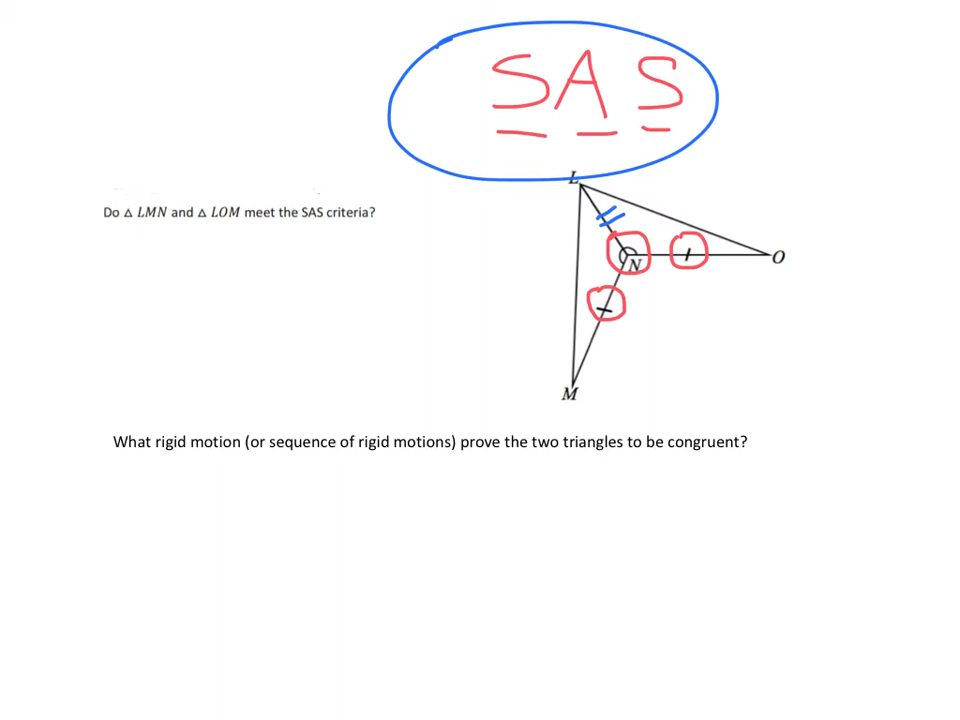 SAS
L
Do △ LMN and △ LOM meet the SAS criteria?
N
O
M
What rigid motion (or sequence of rigid motions) prove the two triangles to be congruent?